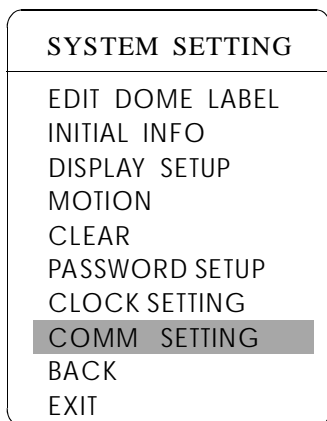 SYSTEM SETTING
EDIT DOME LABEL
INITIAL INFO
DISPLAY SETUP
MOTION
CLEAR
PASSWORD SETUP
CLOCK SETTING
COMM SETTING
BACK
EXIT